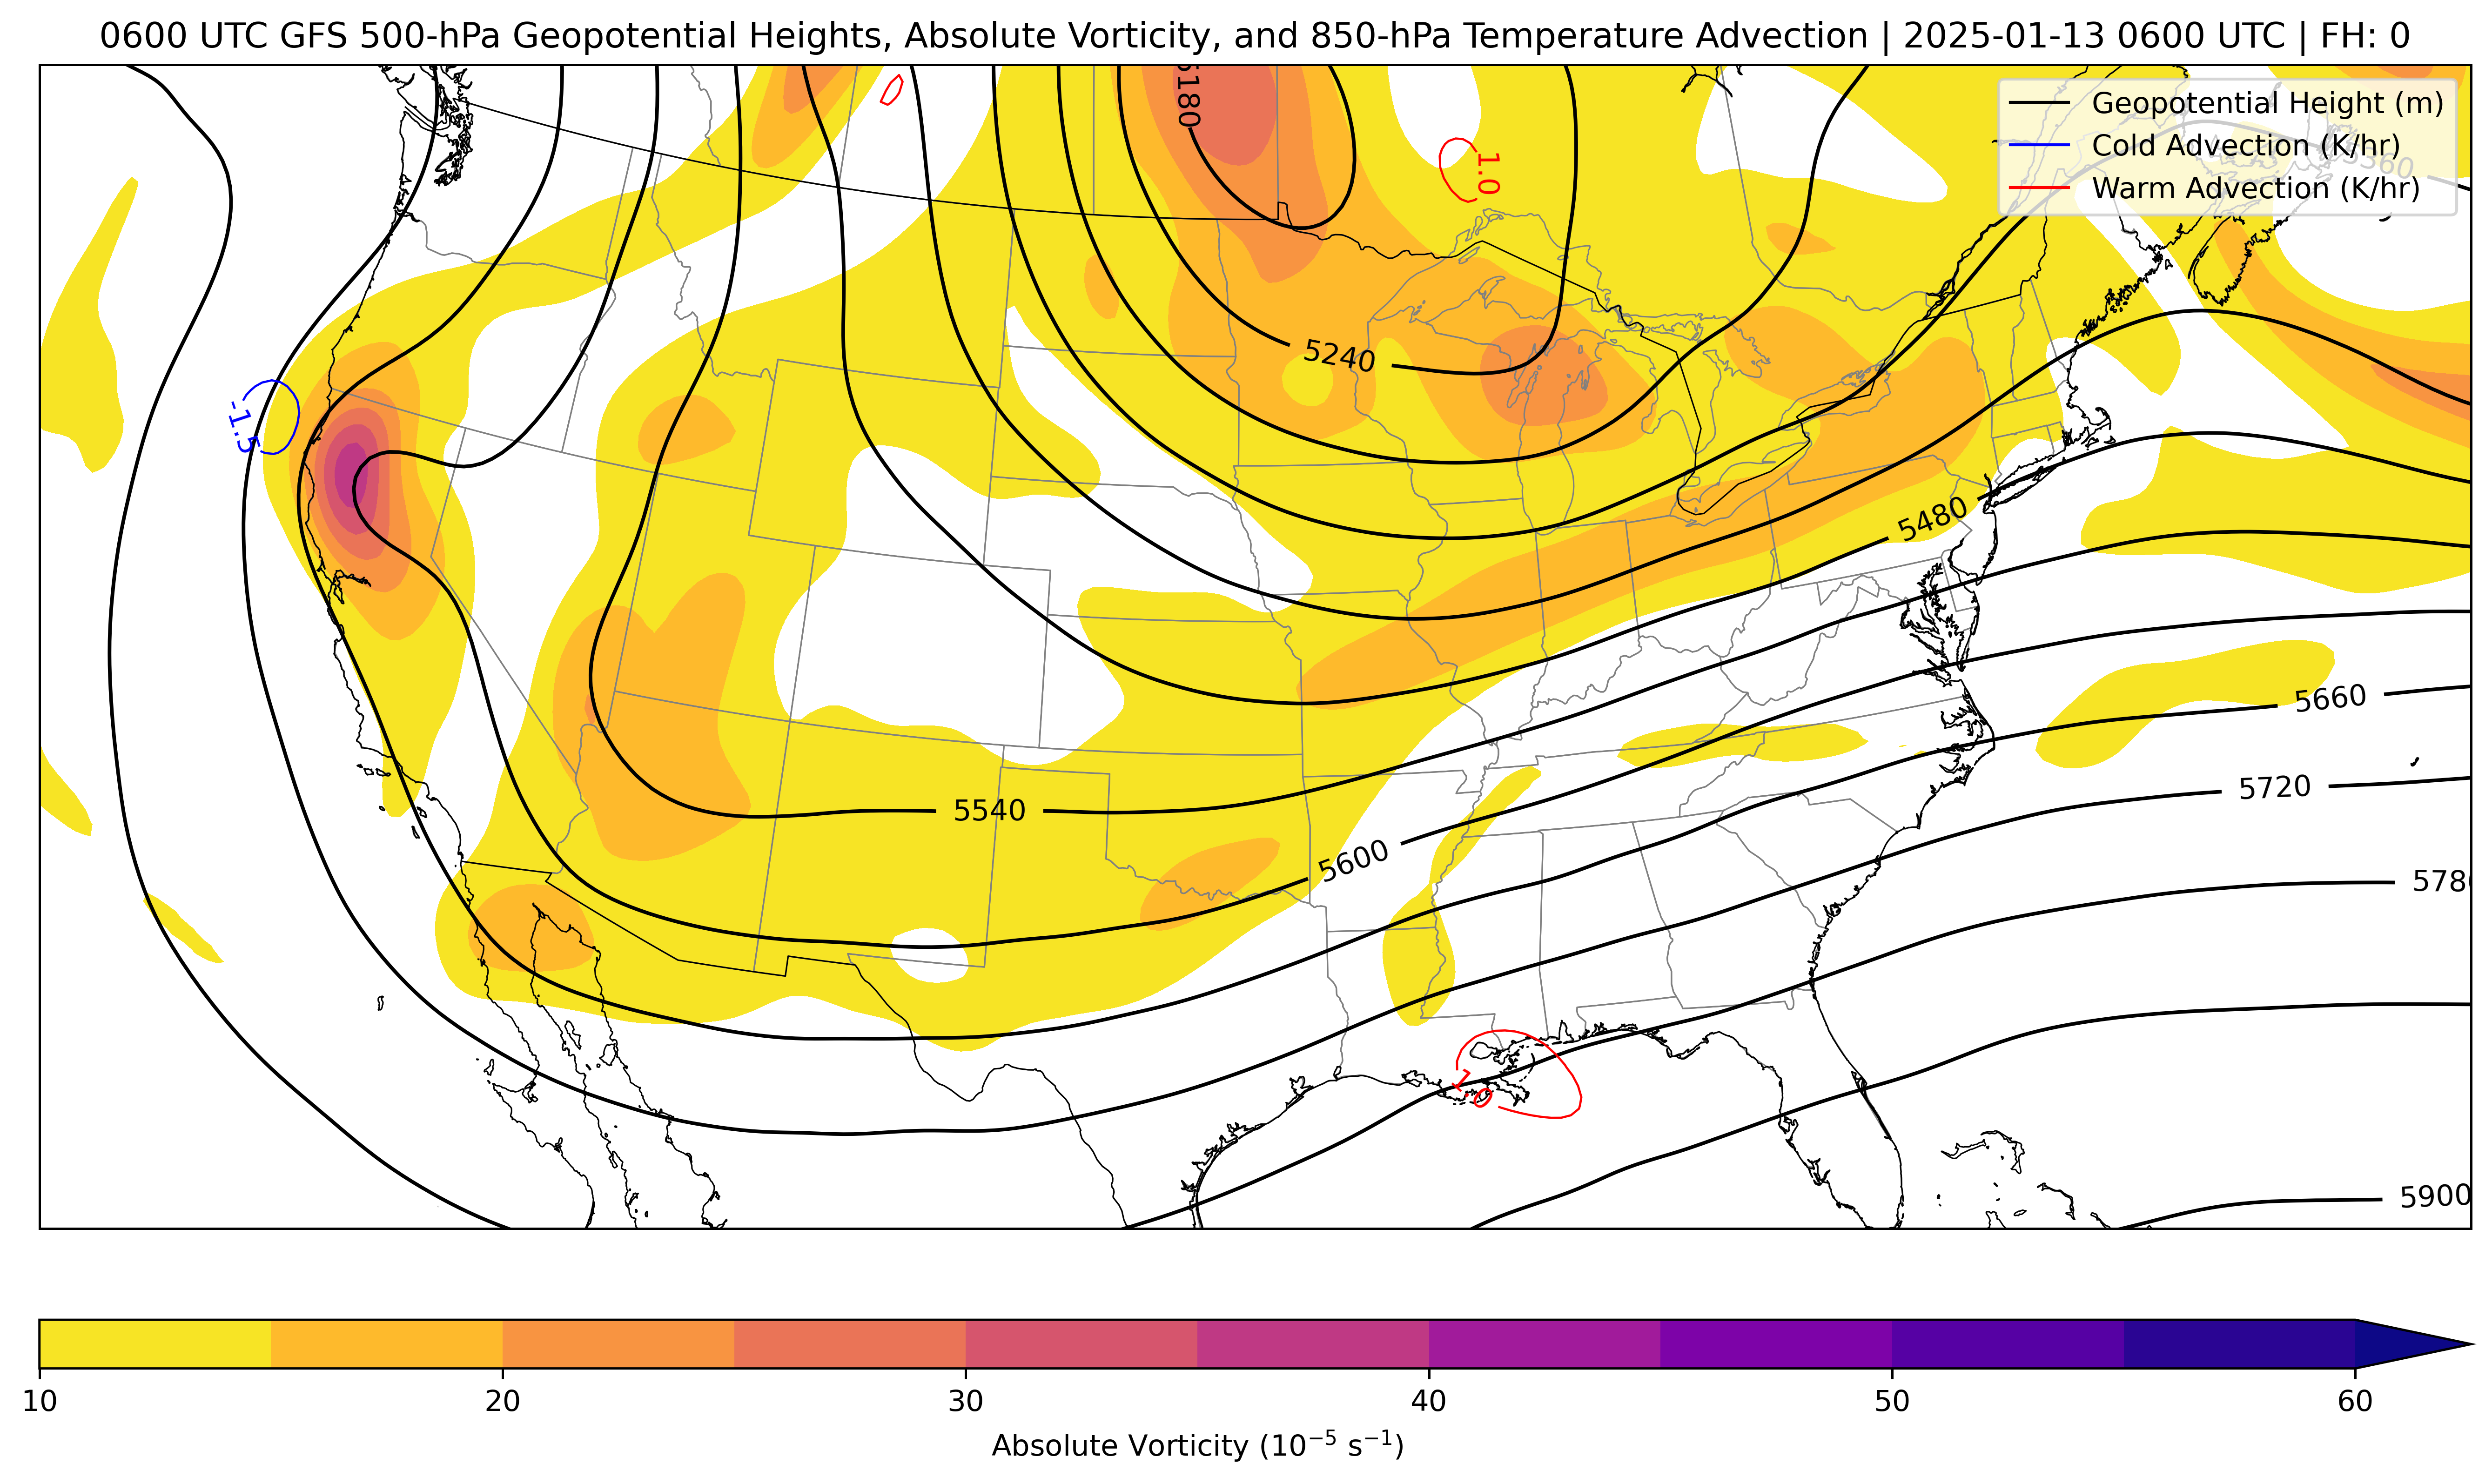 0600 UTC GFS 500-hPa Geopotential Heights, Absolute Vorticity, and 850-hPa Temperature Advection | 2025-01-13 0600 UTC | FH: 0
5180
Geopotential Height (m)
Cold Advection (K/hr)
Warm Advection (K/hr)
5360
1.0
5240
-1.5
5480
5660
5720
5540
5600
5780
1.0
5900
10 20 30 40 50 60
Absolute Vorticity (10⁻⁵ s⁻¹)